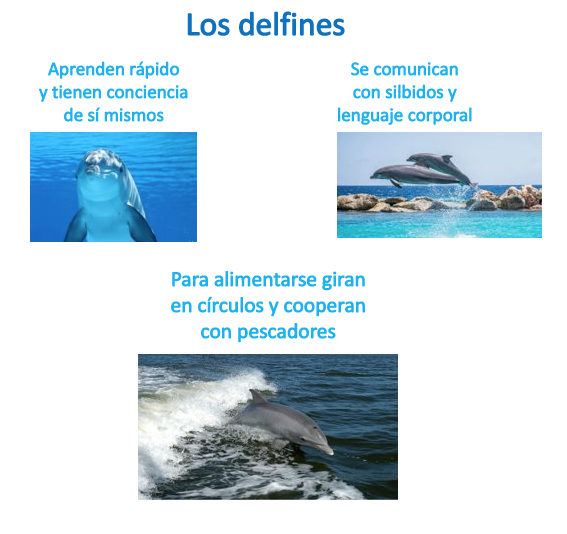 Los delfines
Aprenden rápido
y tienen conciencia
de sí mismos
Se comunican
con silbidos y
lenguaje corporal
Para alimentarse giran
en círculos y cooperan
con pescadores